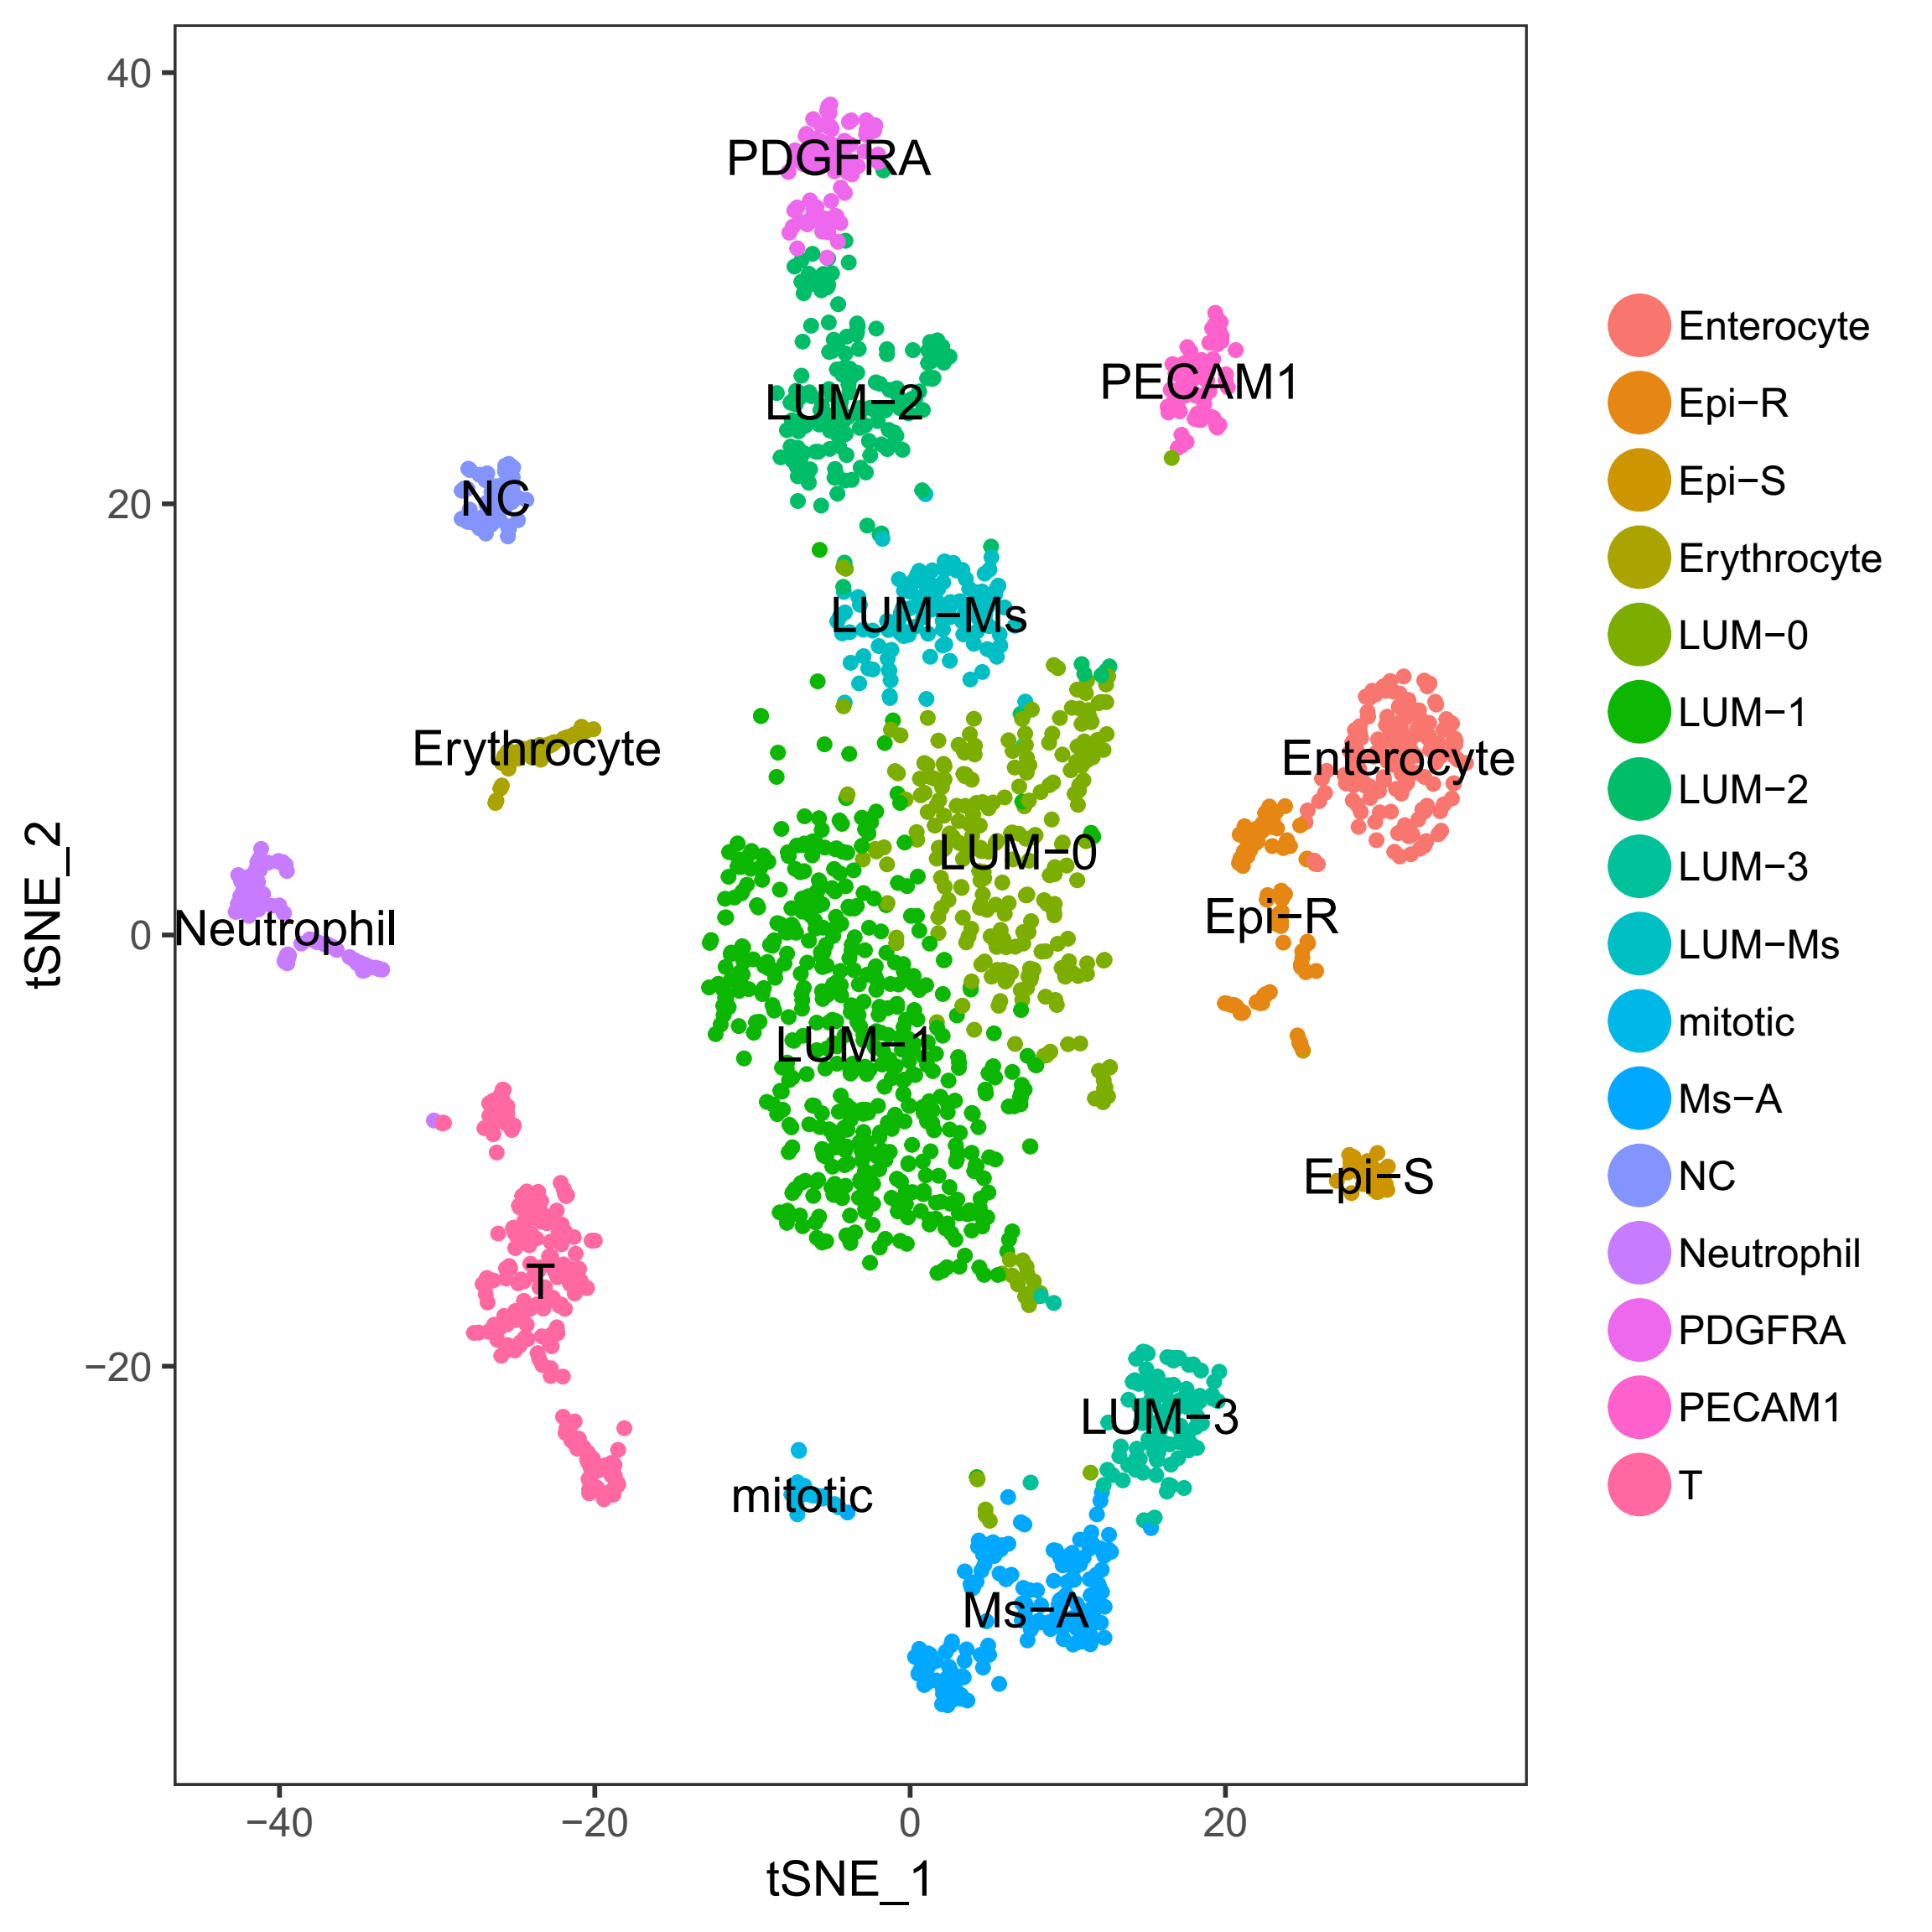 40
20
0
−20
tSNE_2
−40
−20
0
20
tSNE_1
PDGFRA
PECAM1
LUM−2
NC
LUM−Ms
Erythrocyte
Enterocyte
LUM−0
Epi−R
Neutrophil
LUM−1
Epi−S
T
LUM−3
mitotic
Ms−A
Enterocyte
Epi−R
Epi−S
Erythrocyte
LUM−0
LUM−1
LUM−2
LUM−3
LUM−Ms
mitotic
Ms−A
NC
Neutrophil
PDGFRA
PECAM1
T